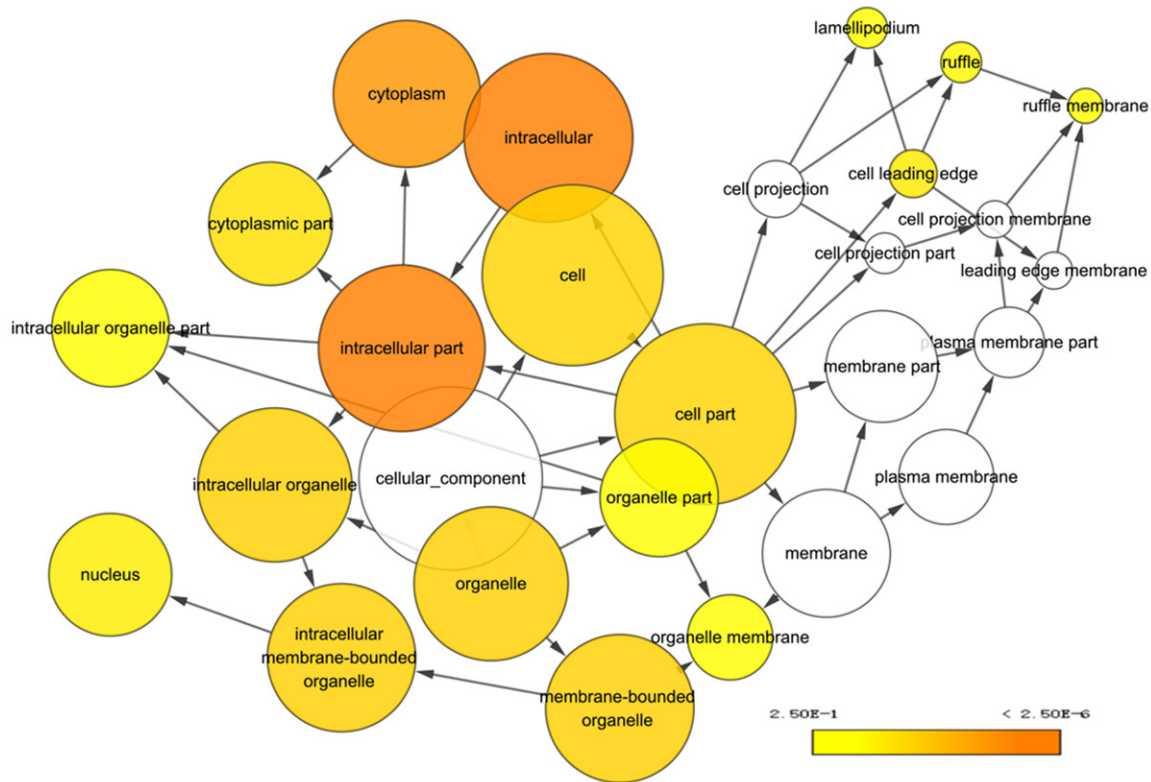 lamellipodium
ruffle
cytoplasm
ruffle membrane
intracellular
cell leading edge
cell projection
cell projection membrane
cytoplasmic part
cell projection part
leading edge membrane
cell
intracellular organelle part
intracellular part
plasma membrane part
membrane part
cell part
cellular_component
plasma membrane
intracellular organelle
organelle part
membrane
nucleus
organelle
organelle membrane
intracellular
membrane-bounded
organelle
membrane-bounded
organelle
2.50E-1
< 2.50E-6